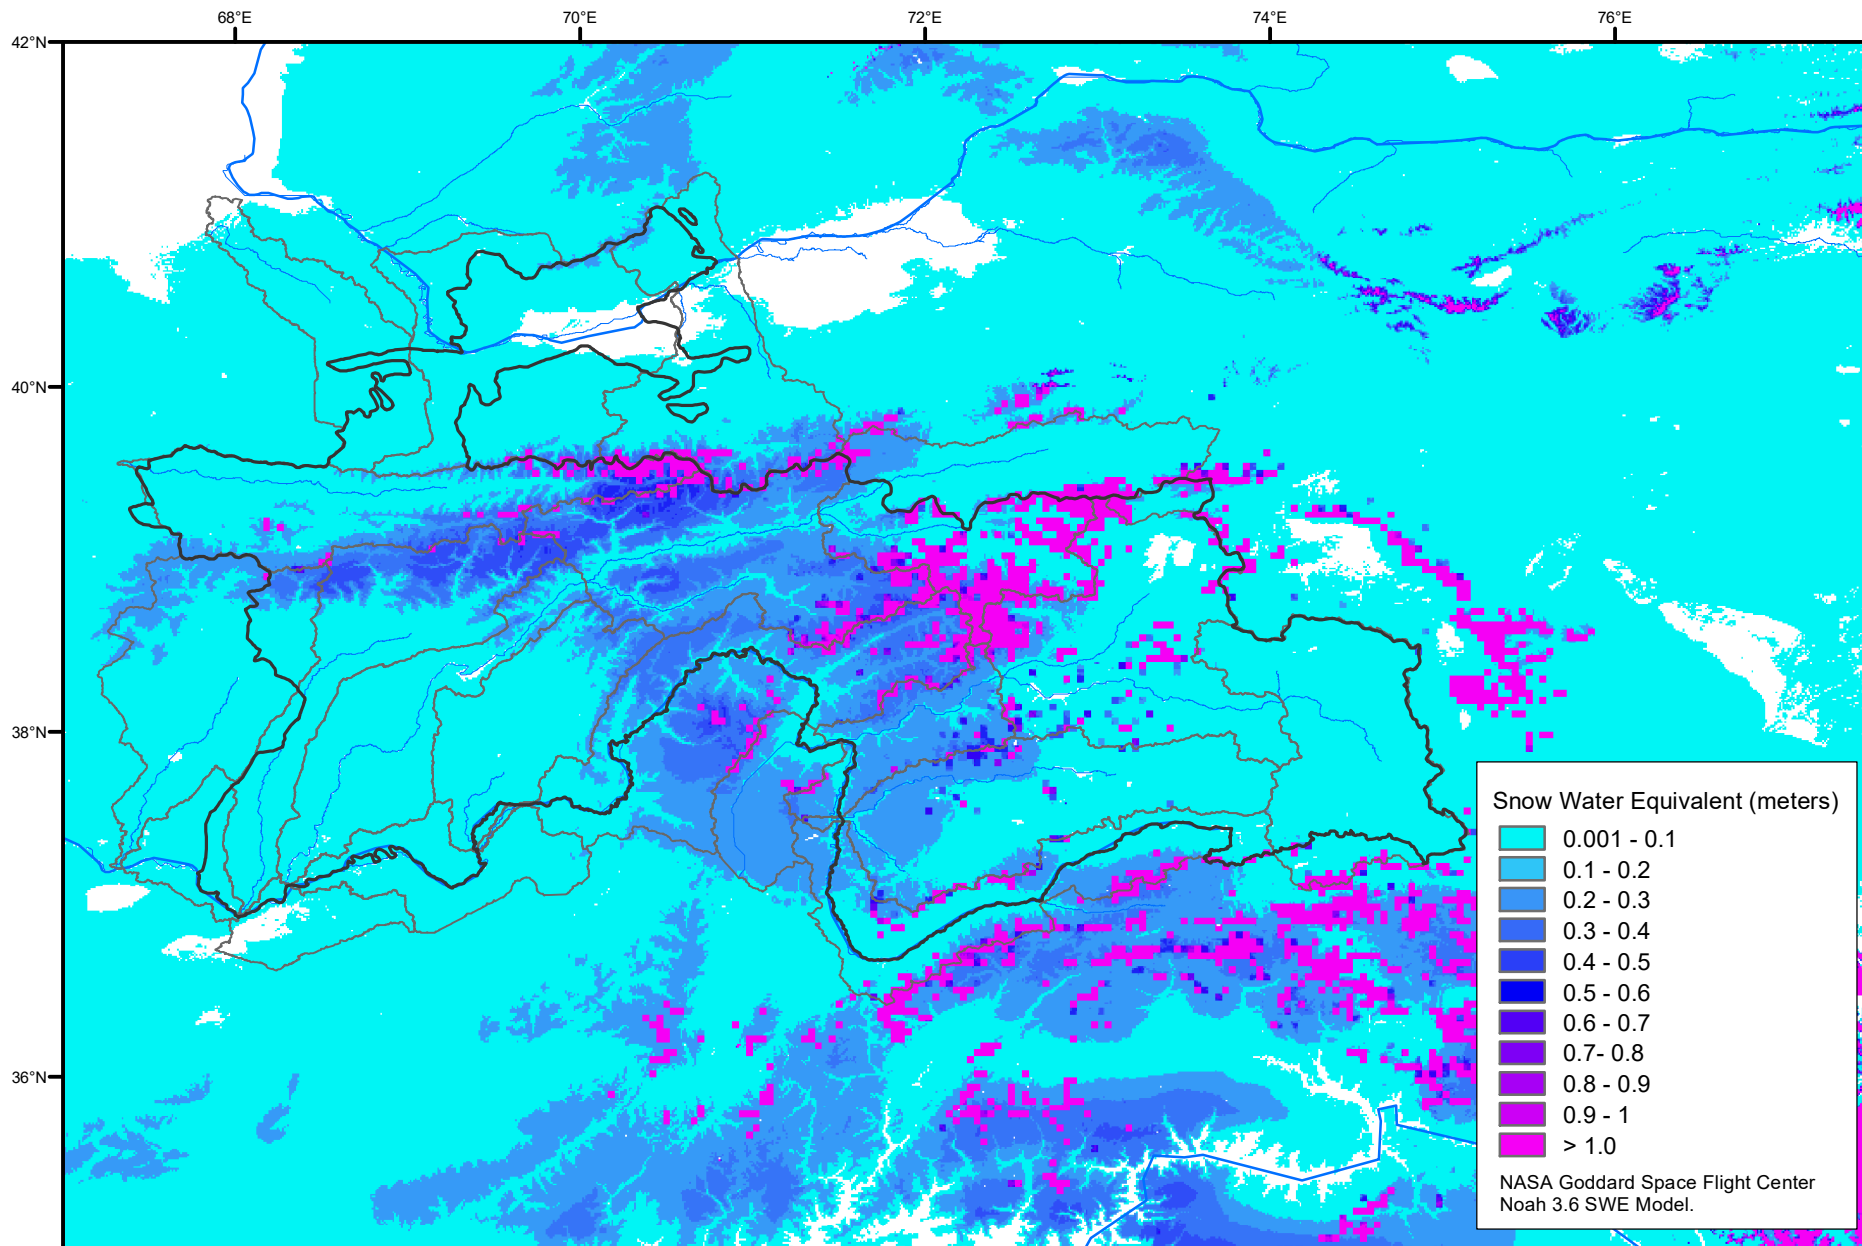 68°E
70°E
72°E
74°E
76°E
42°N
40°N
38°N
36°N
Snow Water Equivalent (meters)
0.001 - 0.1
0.1 - 0.2
0.2 - 0.3
0.3 - 0.4
0.4 - 0.5
0.5 - 0.6
0.6 - 0.7
0.7- 0.8
0.8 - 0.9
0.9 - 1
> 1.0
NASA Goddard Space Flight Center
Noah 3.6 SWE Model.